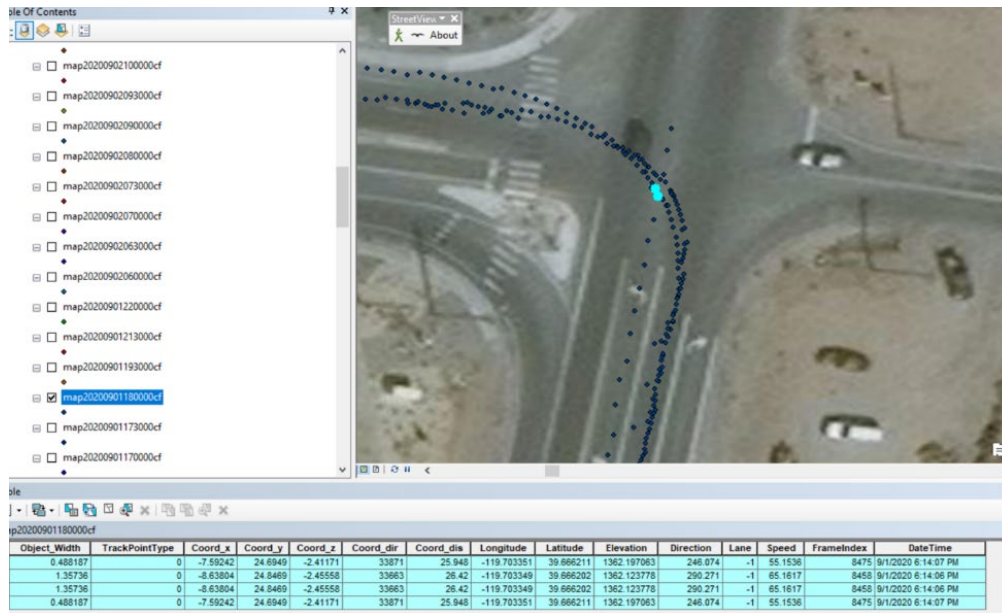 ble Of Contents
StreetView
About
map20200902100000cf
map20200902093000cf
map20200902090000cf
map20200902080000cf
map20200902073000cf
map20200902070000cf
map20200902063000cf
map20200902060000cf
map20200901220000cf
map20200901213000cf
map20200901193000cf
map20200901180000cf
map20200901173000cf
map20200901170000cf
ble
ap20200901180000cf
Object_Width TrackPointType Coord_x Coord_y Coord_z Coord_dir Coord_dis Longitude Latitude Elevation Direction Lane Speed FrameIndex DateTime
0.488187 0 -7.59242 24.6949 -2.41171 33871 25.948 -119.703351 39.666211 1362.197063 246.074 -1 55.1536 8475 9/1/2020 6:14:07 PM
1.35736 0 -8.63804 24.8469 -2.45558 33663 26.42 -119.703349 39.666202 1362.123778 290.271 -1 65.1617 8458 9/1/2020 6:14:06 PM
1.35736 0 -8.63804 24.8469 -2.45558 33663 26.42 -119.703349 39.666202 1362.123778 290.271 -1 65.1617 8458 9/1/2020 6:14:06 PM
0.488187 0 -7.59242 24.6949 -2.41171 33871 25.948 -119.703351 39.666211 1362.197063 246.074 -1 55.1536 8475 9/1/2020 6:14:07 PM